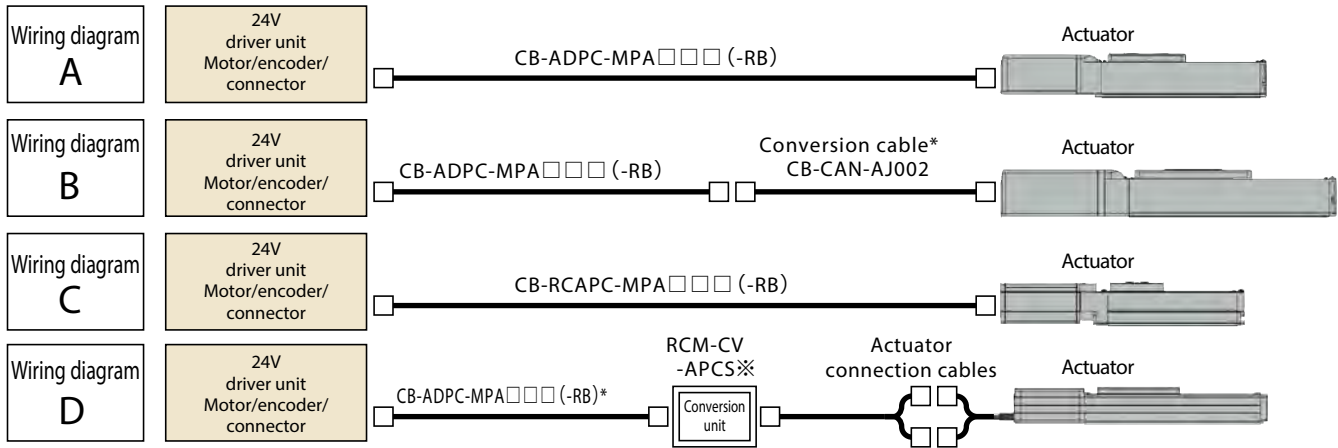 Wiring diagram
A
24V
driver unit
Motor/encoder/
connector
CB-ADPC-MPA□□□ (-RB)
Actuator
Wiring diagram
B
24V
driver unit
Motor/encoder/
connector
CB-ADPC-MPA□□□ (-RB)
Conversion cable*
CB-CAN-AJ002
Actuator
Wiring diagram
C
24V
driver unit
Motor/encoder/
connector
CB-RCAPC-MPA□□□ (-RB)
Actuator
Wiring diagram
D
24V
driver unit
Motor/encoder/
connector
CB-ADPC-MPA□□□ (-RB)*
RCM-CV
-APCS※
Conversion
unit
Actuator
connection cables
Actuator